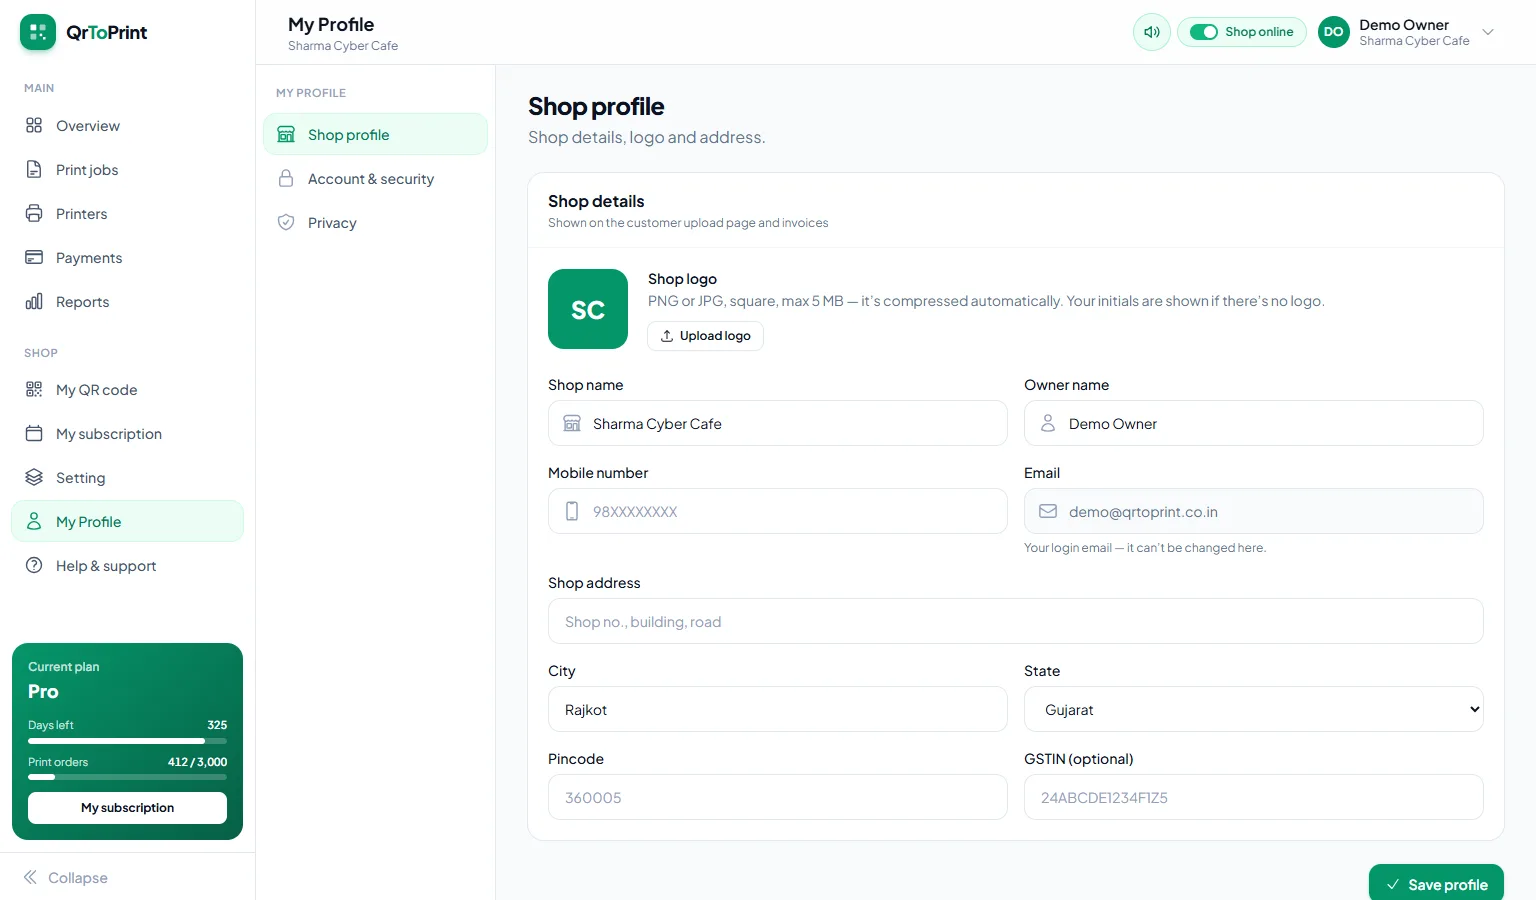 QrToPrint
MAIN
Overview
Print jobs
Printers
Payments
Reports
SHOP
My QR code
My subscription
Setting
My Profile
Help & support
Current plan
Pro
Days left 325
Print orders 412 / 3,000
My subscription
Collapse
My Profile
Sharma Cyber Cafe
Shop online
DO
Demo Owner
Sharma Cyber Cafe
MY PROFILE
Shop profile
Account & security
Privacy
Shop profile
Shop details, logo and address.
Shop details
Shown on the customer upload page and invoices
SC
Shop logo
PNG or JPG, square, max 5 MB — it's compressed automatically. Your initials are shown if there's no logo.
Upload logo
Shop name
Sharma Cyber Cafe
Owner name
Demo Owner
Mobile number
98XXXXXXXX
Email
demo@qrtoprint.co.in
Your login email — it can't be changed here.
Shop address
Shop no., building, road
City
Rajkot
State
Gujarat
Pincode
360005
GSTIN (optional)
24ABCDE1234F1Z5
Save profile